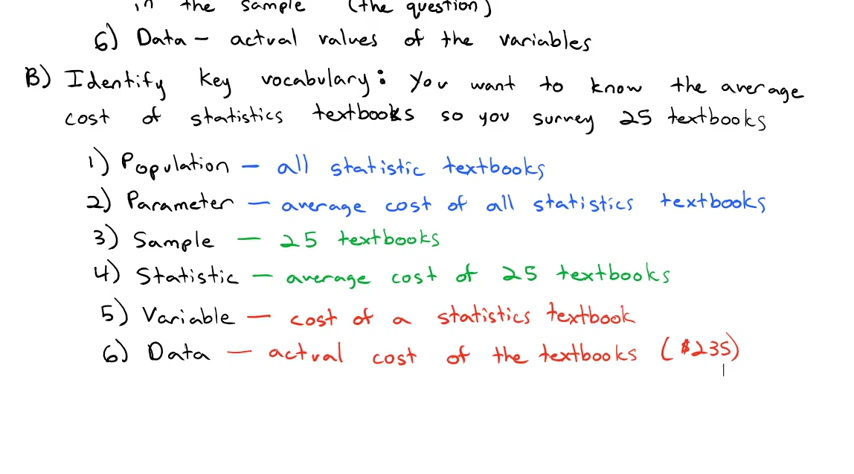 in the sample (the question)
6) Data - actual values of the variables
B) Identify key vocabulary: You want to know the average
cost of statistics textbooks so you survey 25 textbooks
1) Population - all statistic textbooks
2) Parameter - average cost of all statistics textbooks
3) Sample - 25 textbooks
4) Statistic - average cost of 25 textbooks
5) Variable - cost of a statistics textbook
6) Data - actual cost of the textbooks ($235)